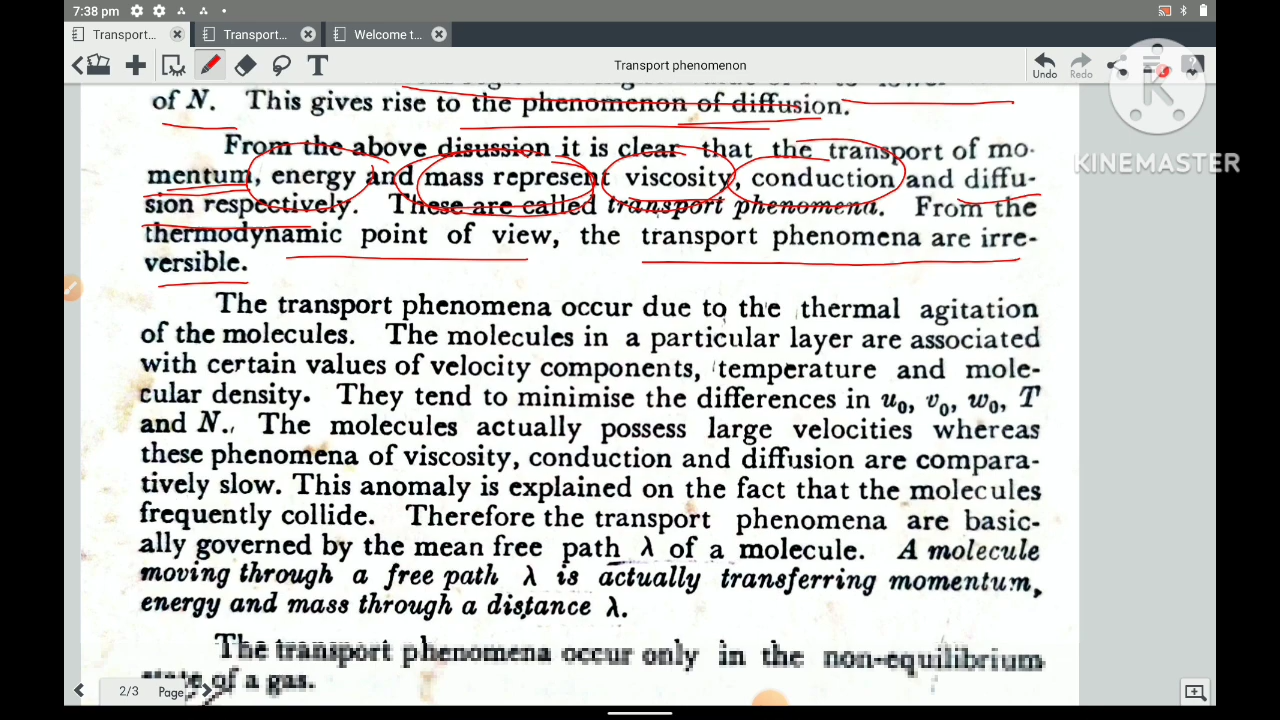 7:38 pm
Transport...
Transport...
Welcome t...
T
Transport phenomenon
Undo
Redo
K
KINEMASTER
of N. This gives rise to the phenomenon of diffusion.
From the above disussion it is clear that the transport of mo-
mentum, energy and mass represent viscosity, conduction and diffu-
sion respectively. These are called transport phenomena. From the
thermodynamic point of view, the transport phenomena are irre-
versible.
The transport phenomena occur due to the thermal agitation
of the molecules. The molecules in a particular layer are associated
with certain values of velocity components, temperature and mole-
cular density. They tend to minimise the differences in u₀, v₀, w₀, T
and N. The molecules actually possess large velocities whereas
these phenomena of viscosity, conduction and diffusion are compara-
tively slow. This anomaly is explained on the fact that the molecules
frequently collide. Therefore the transport phenomena are basic-
ally governed by the mean free path λ of a molecule. A molecule
moving through a free path λ is actually transferring momentum,
energy and mass through a distance λ.
The transport phenomena occur only in the non-equilibrium
state of a gas.
2/3 Page